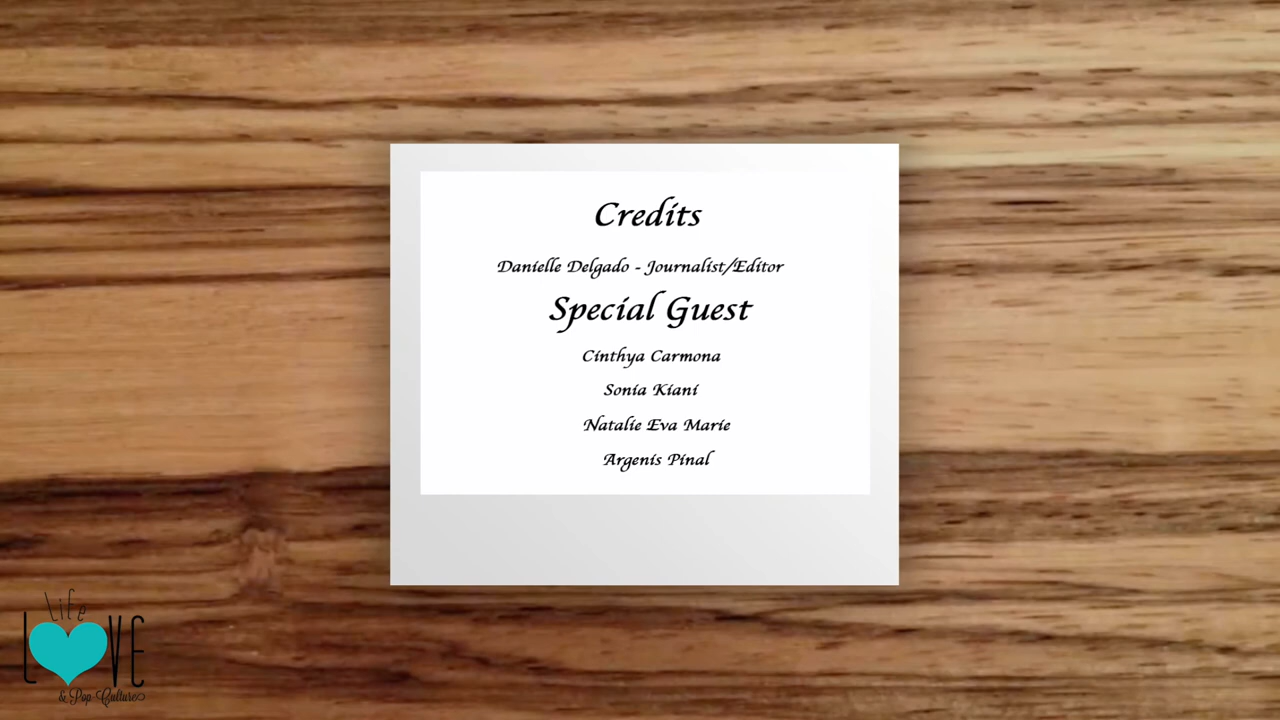 Credits
Danielle Delgado - Journalist/Editor
Special Guest
Cinthya Carmona
Sonia Kiani
Natalie Eva Marie
Argenis Pinal
Life
LOVE
& Pop Culture